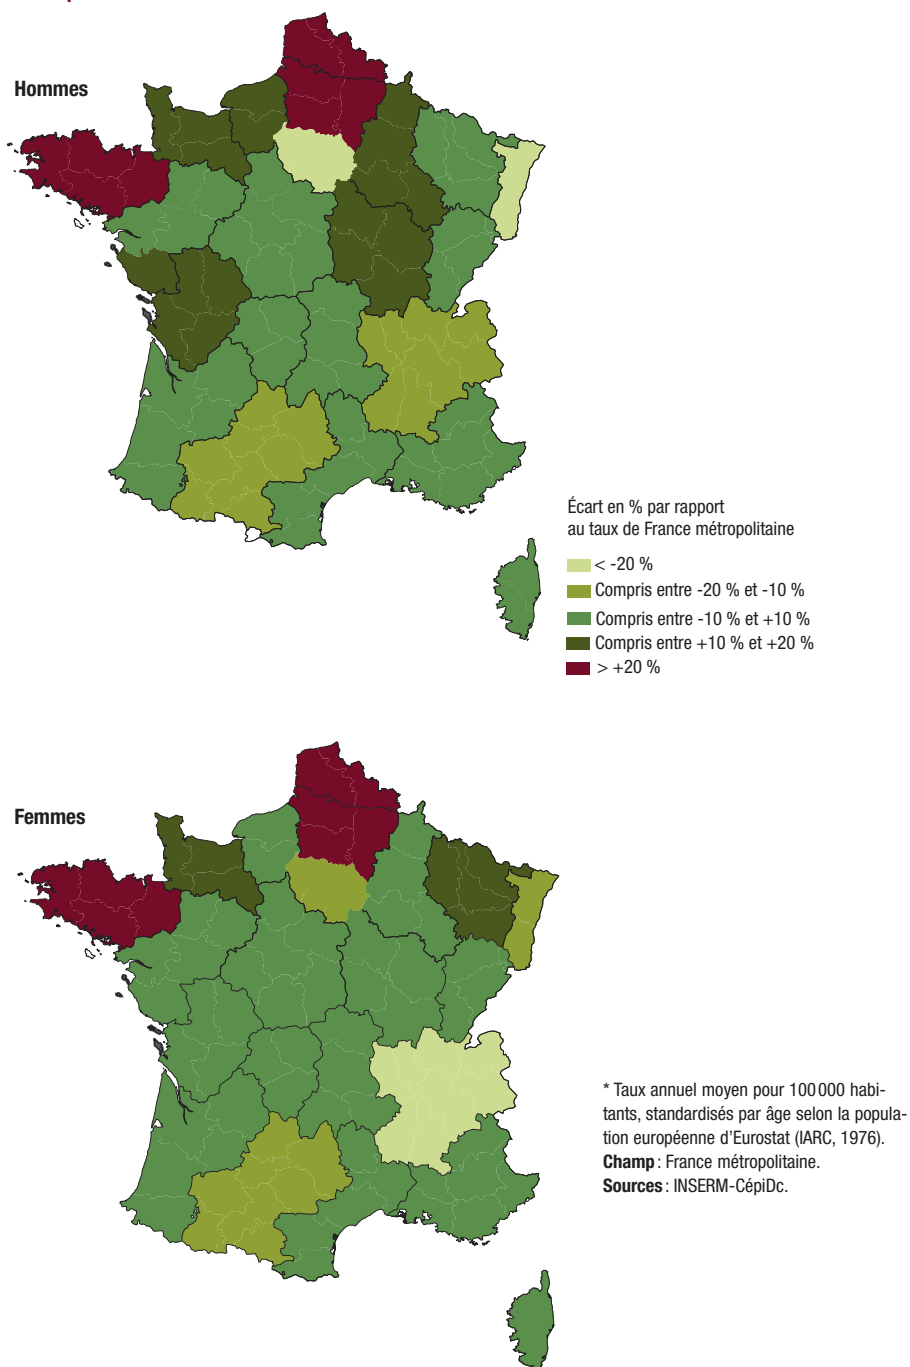 Hommes
Écart en % par rapport
au taux de France métropolitaine
< -20 %
Compris entre -20 % et -10 %
Compris entre -10 % et +10 %
Compris entre +10 % et +20 %
> +20 %
Femmes
* Taux annuel moyen pour 100 000 habi-
tants, standardisés par âge selon la popula-
tion européenne d’Eurostat (IARC, 1976).
Champ : France métropolitaine.
Sources : INSERM-CépiDc.